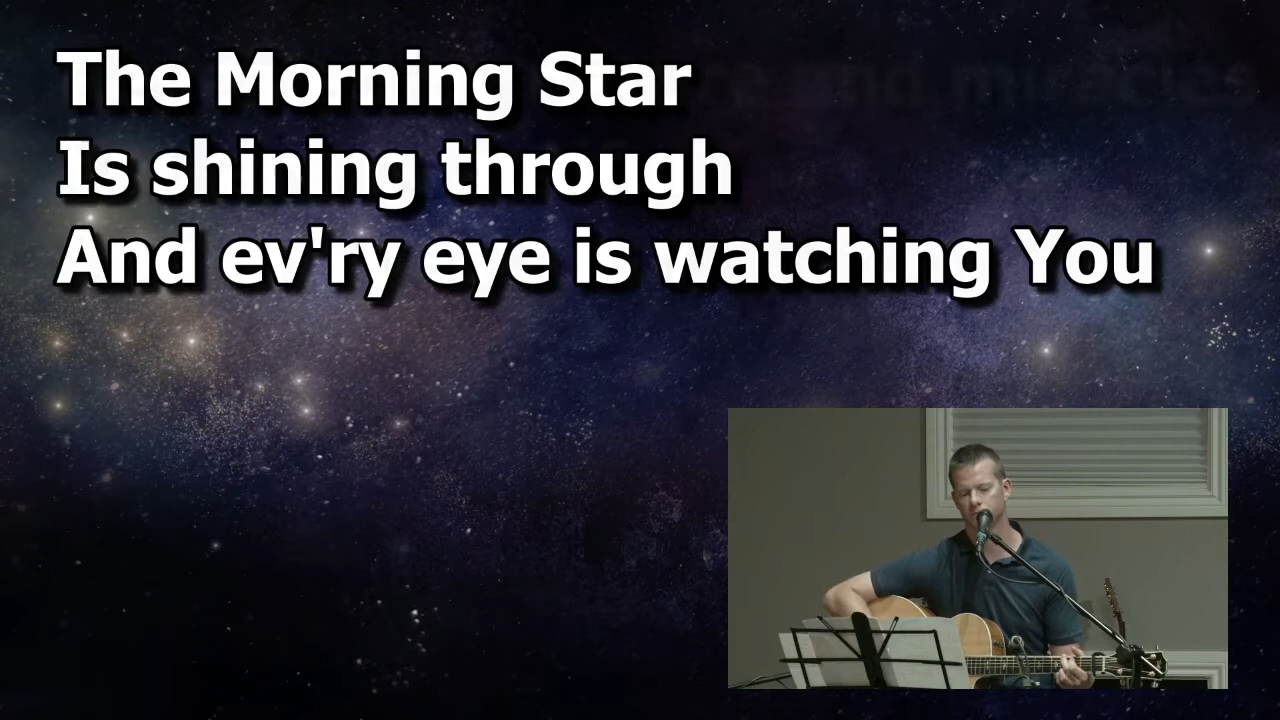 The Morning Star
Is shining through
And ev'ry eye is watching You